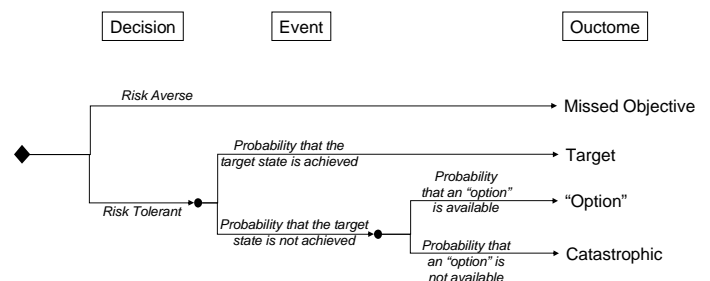 Decision
Event
Ouctome
Risk Averse
Missed Objective
Probability that the
target state is achieved
Target
Risk Tolerant
Probability that the target
state is not achieved
Probability
that an “option”
is available
“Option”
Probability that
an “option” is
not available
Catastrophic